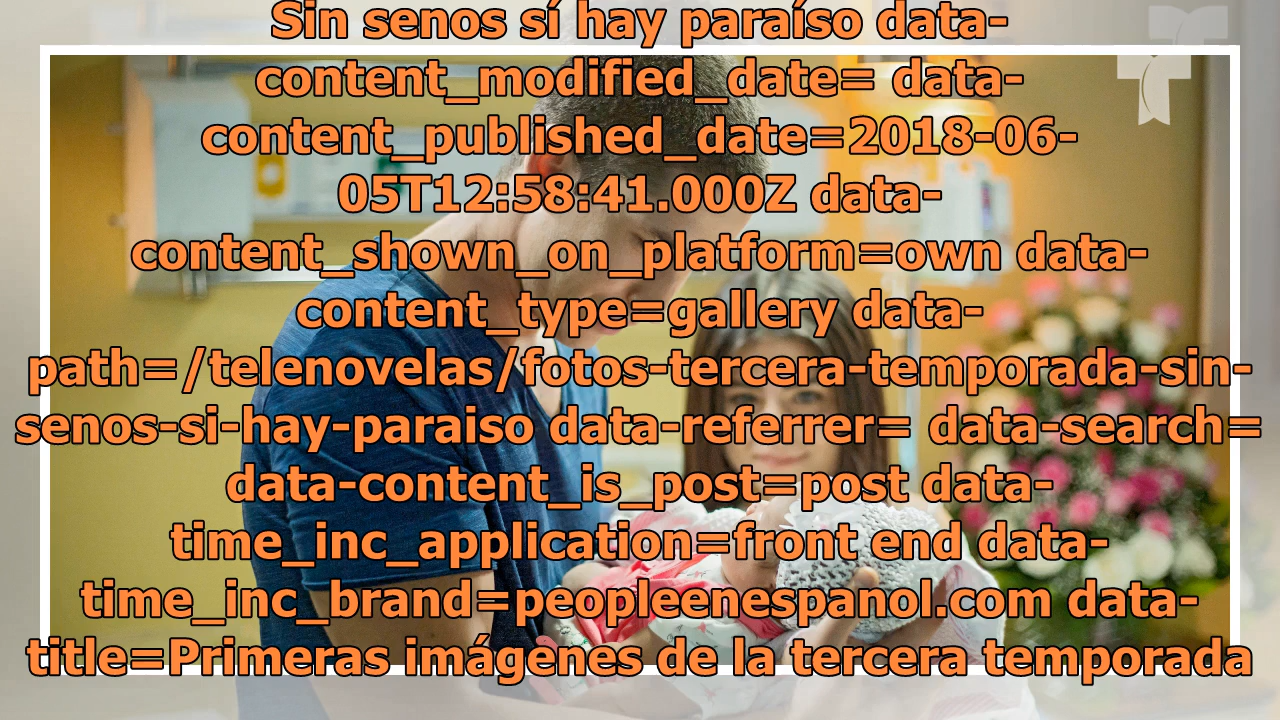 Sin senos sí hay paraíso data-
content_modified_date= data-
content_published_date=2018-06-
05T12:58:41.000Z data-
content_shown_on_platform=own data-
content_type=gallery data-
path=/telenovelas/fotos-tercera-temporada-sin-
senos-si-hay-paraiso data-referrer= data-search=
data-content_is_post=post data-
time_inc_application=front end data-
time_inc_brand=peopleenespanol.com data-
title=Primeras imágenes de la tercera temporada